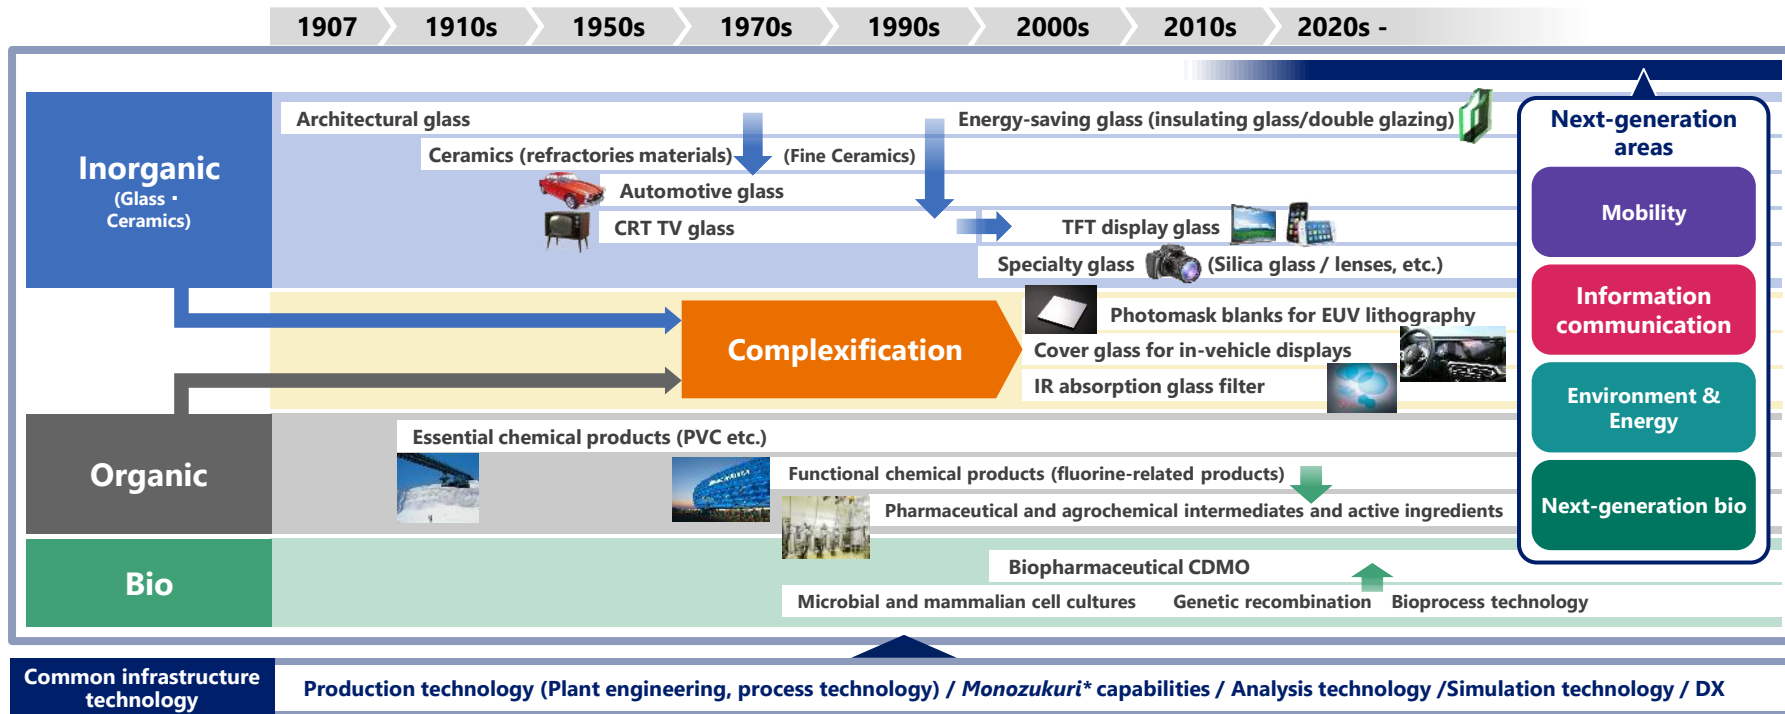 1907 1910s 1950s 1970s 1990s 2000s 2010s 2020s -
Inorganic
(Glass・
Ceramics)
Architectural glass
Energy-saving glass (insulating glass/double glazing)
Ceramics (refractories materials)
(Fine Ceramics)
Automotive glass
CRT TV glass
TFT display glass
Specialty glass
(Silica glass / lenses, etc.)
Complexification
Photomask blanks for EUV lithography
Cover glass for in-vehicle displays
IR absorption glass filter
Organic
Essential chemical products (PVC etc.)
Functional chemical products (fluorine-related products)
Pharmaceutical and agrochemical intermediates and active ingredients
Bio
Biopharmaceutical CDMO
Microbial and mammalian cell cultures
Genetic recombination
Bioprocess technology
Next-generation
areas
Mobility
Information
communication
Environment &
Energy
Next-generation bio
Common infrastructure
technology
Production technology (Plant engineering, process technology) / Monozukuri* capabilities / Analysis technology /Simulation technology / DX